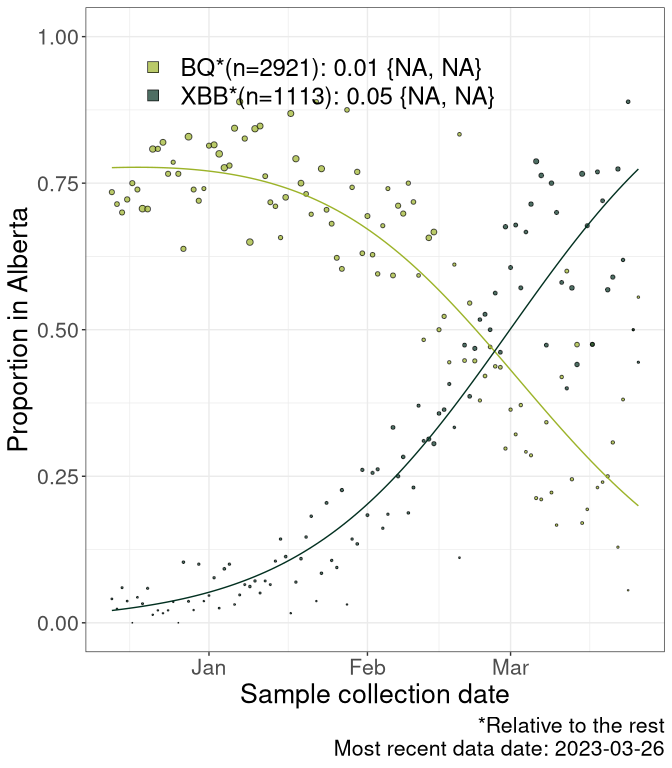 1.00
BQ*(n=2921): 0.01 {NA, NA}
XBB*(n=1113): 0.05 {NA, NA}
0.75
0.50
0.25
0.00
Proportion in Alberta
Jan Feb Mar
Sample collection date
*Relative to the rest
Most recent data date: 2023-03-26